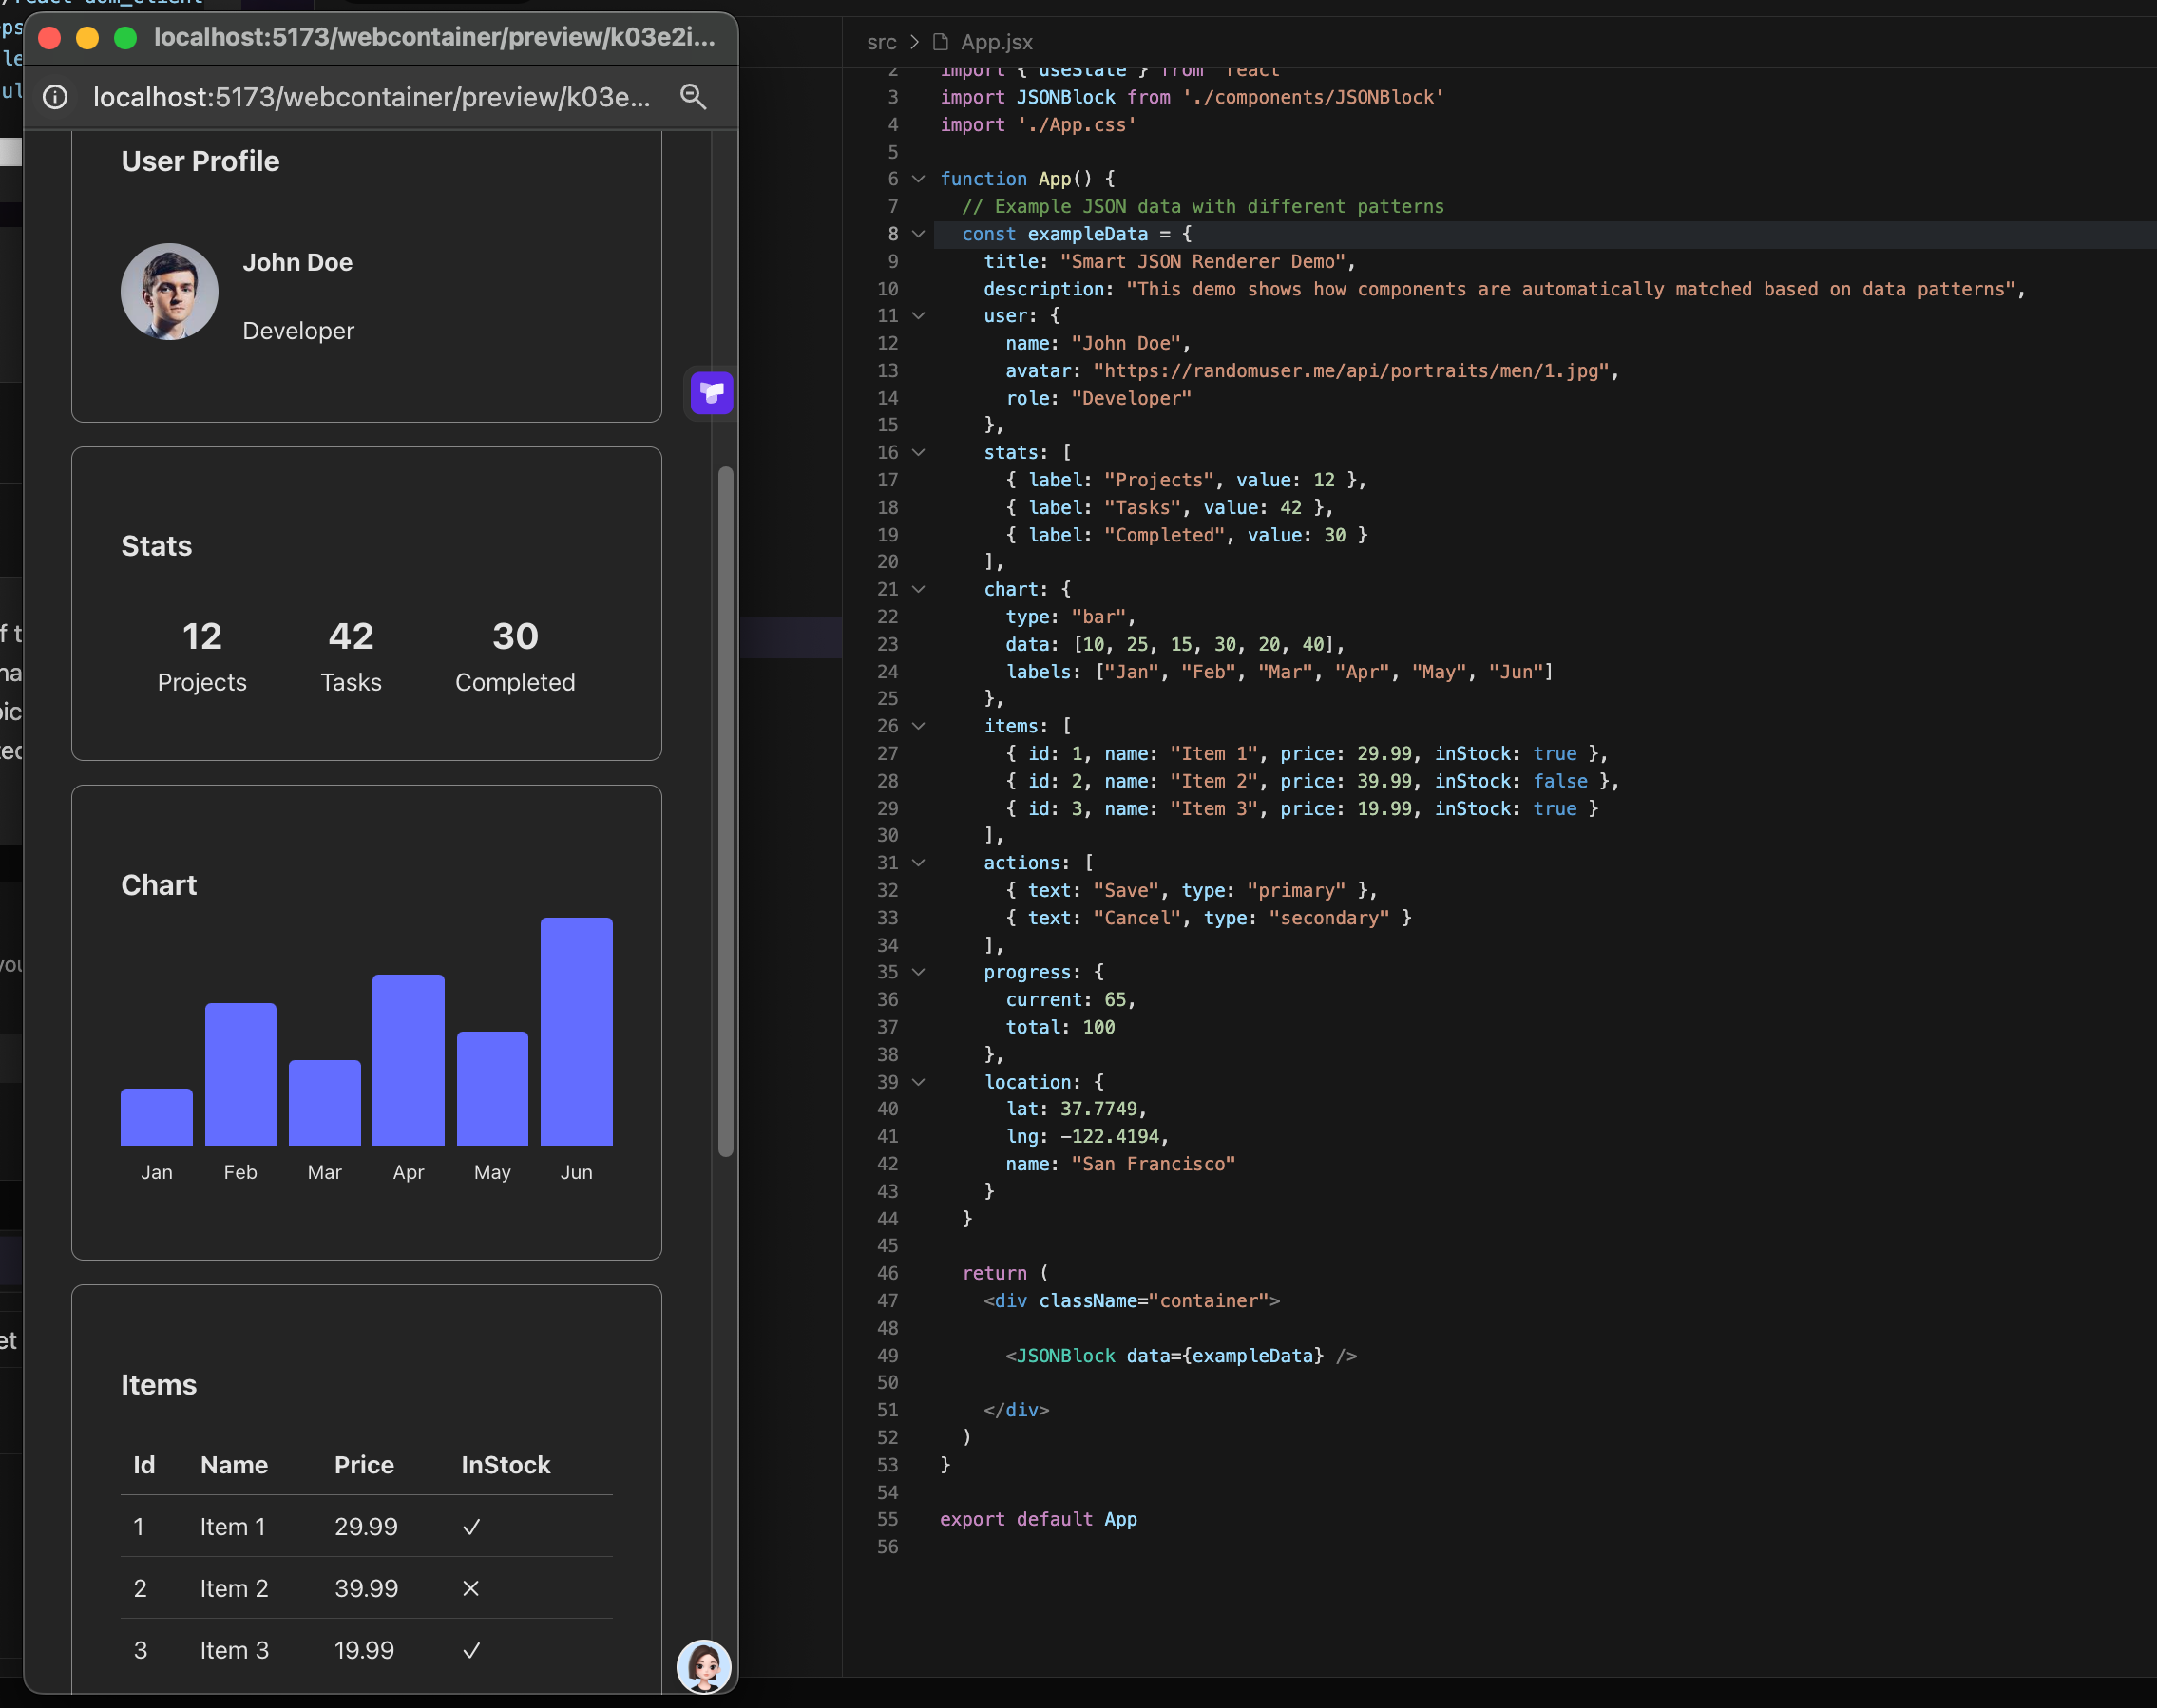 localhost:5173/webcontainer/preview/k03e2i...
localhost:5173/webcontainer/preview/k03e...
User Profile
John Doe
Developer
Stats
12
42
30
Projects
Tasks
Completed
Chart
Jan
Feb
Mar
Apr
May
Jun
Items
Id Name Price InStock
1 Item 1 29.99 ✓
2 Item 2 39.99 ✕
3 Item 3 19.99 ✓
src > App.jsx
2 import { useState } from 'react'
3 import JSONBlock from './components/JSONBlock'
4 import './App.css'
5
6 function App() {
7 // Example JSON data with different patterns
8 const exampleData = {
9 title: "Smart JSON Renderer Demo",
10 description: "This demo shows how components are automatically matched based on data patterns",
11 user: {
12 name: "John Doe",
13 avatar: "https://randomuser.me/api/portraits/men/1.jpg",
14 role: "Developer"
15 },
16 stats: [
17 { label: "Projects", value: 12 },
18 { label: "Tasks", value: 42 },
19 { label: "Completed", value: 30 }
20 ],
21 chart: {
22 type: "bar",
23 data: [10, 25, 15, 30, 20, 40],
24 labels: ["Jan", "Feb", "Mar", "Apr", "May", "Jun"]
25 },
26 items: [
27 { id: 1, name: "Item 1", price: 29.99, inStock: true },
28 { id: 2, name: "Item 2", price: 39.99, inStock: false },
29 { id: 3, name: "Item 3", price: 19.99, inStock: true }
30 ],
31 actions: [
32 { text: "Save", type: "primary" },
33 { text: "Cancel", type: "secondary" }
34 ],
35 progress: {
36 current: 65,
37 total: 100
38 },
39 location: {
40 lat: 37.7749,
41 lng: -122.4194,
42 name: "San Francisco"
43 }
44 }
45
46 return (
47 <div className="container">
48
49 <JSONBlock data={exampleData} />
50
51 </div>
52 )
53 }
54
55 export default App
56